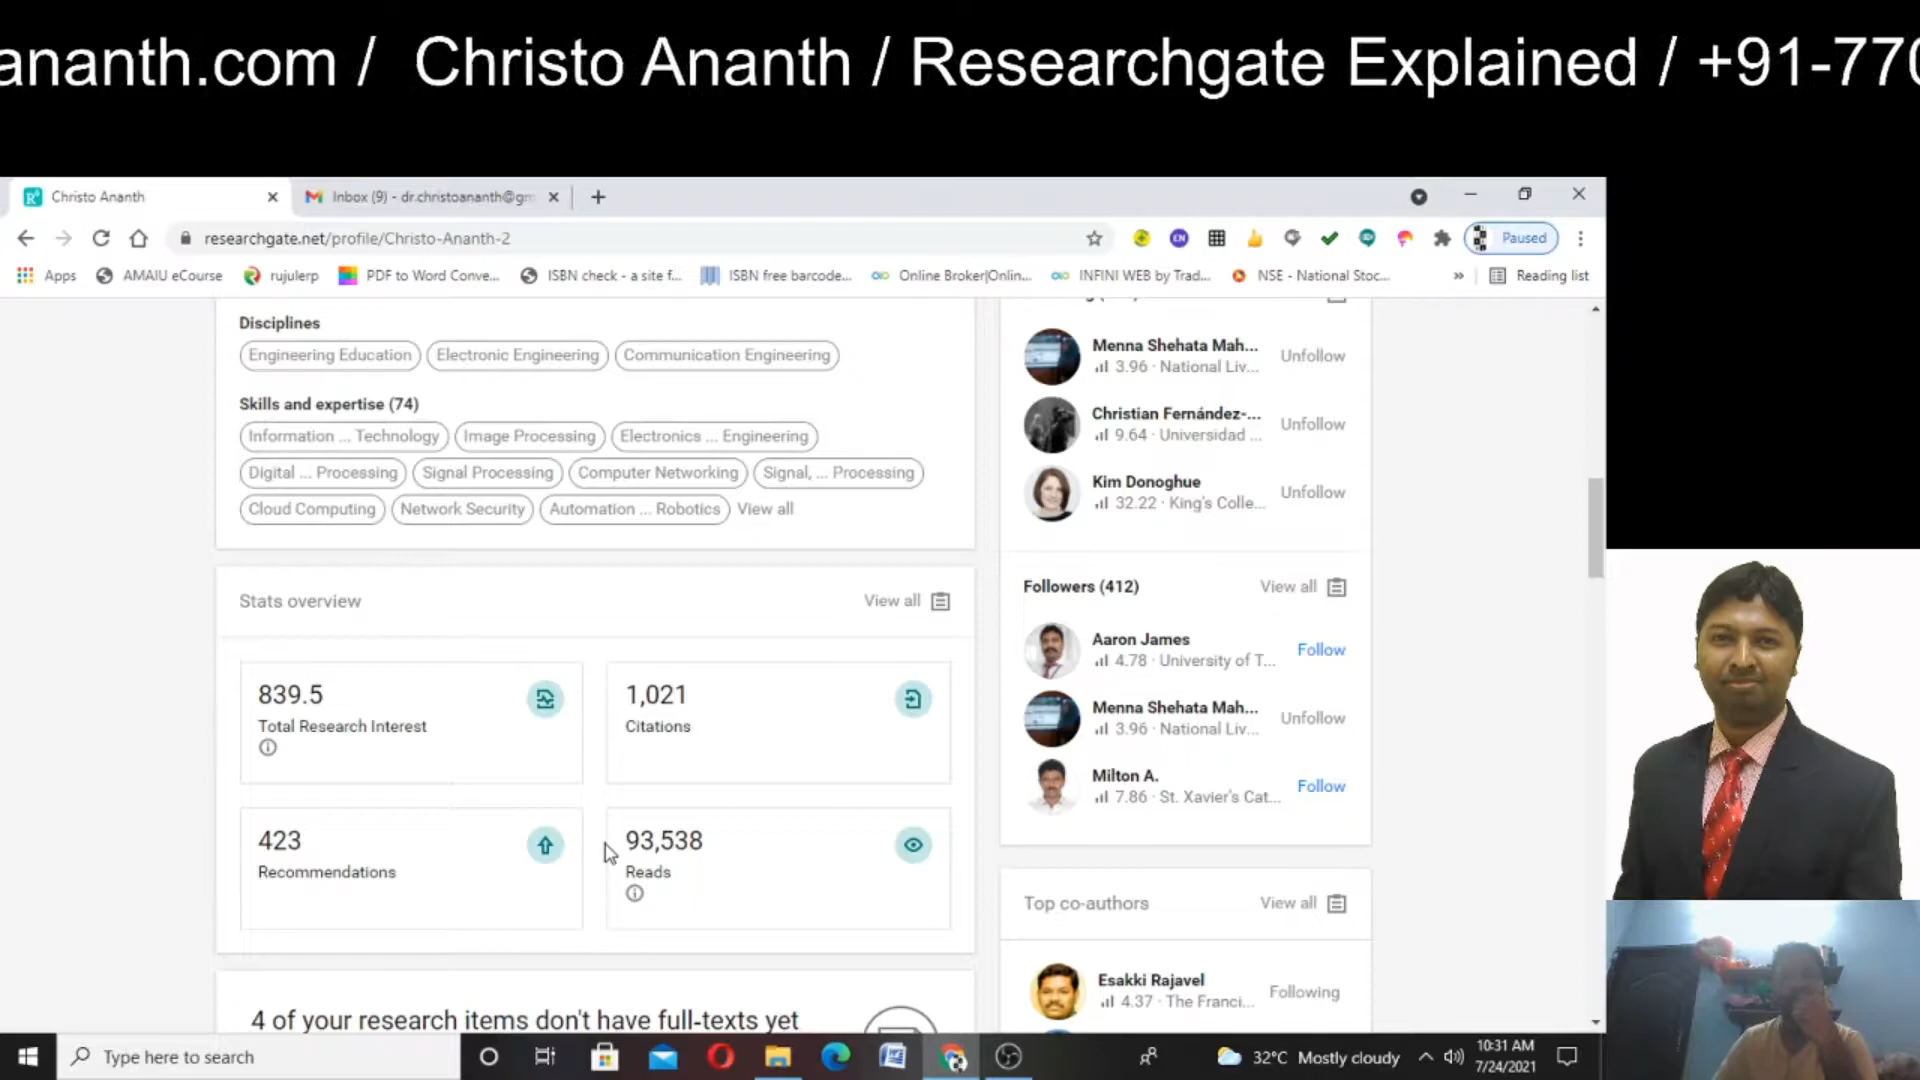 ananth.com / Christo Ananth / Researchgate Explained / +91-770
Christo Ananth
Inbox (9) - dr.christoananth@gm
researchgate.net/profile/Christo-Ananth-2
Paused
Apps
AMAIU eCourse
rujulerp
PDF to Word Conve...
ISBN check - a site f...
ISBN free barcode...
Online Broker|Onlin...
INFINI WEB by Trad...
NSE - National Stoc...
»
Reading list
Disciplines
Engineering Education
Electronic Engineering
Communication Engineering
Skills and expertise (74)
Information ... Technology
Image Processing
Electronics ... Engineering
Digital ... Processing
Signal Processing
Computer Networking
Signal, ... Processing
Cloud Computing
Network Security
Automation ... Robotics
View all
Stats overview
View all
839.5
Total Research Interest
1,021
Citations
423
Recommendations
93,538
Reads
4 of your research items don't have full-texts yet
Menna Shehata Mah...
3.96 · National Liv...
Unfollow
Christian Fernández-...
9.64 · Universidad ...
Unfollow
Kim Donoghue
32.22 · King's Colle...
Unfollow
Followers (412)
View all
Aaron James
4.78 · University of T...
Follow
Menna Shehata Mah...
3.96 · National Liv...
Unfollow
Milton A.
7.86 · St. Xavier's Cat...
Follow
Top co-authors
View all
Esakki Rajavel
4.37 · The Franci...
Following
Type here to search
32°C Mostly cloudy
10:31 AM
7/24/2021